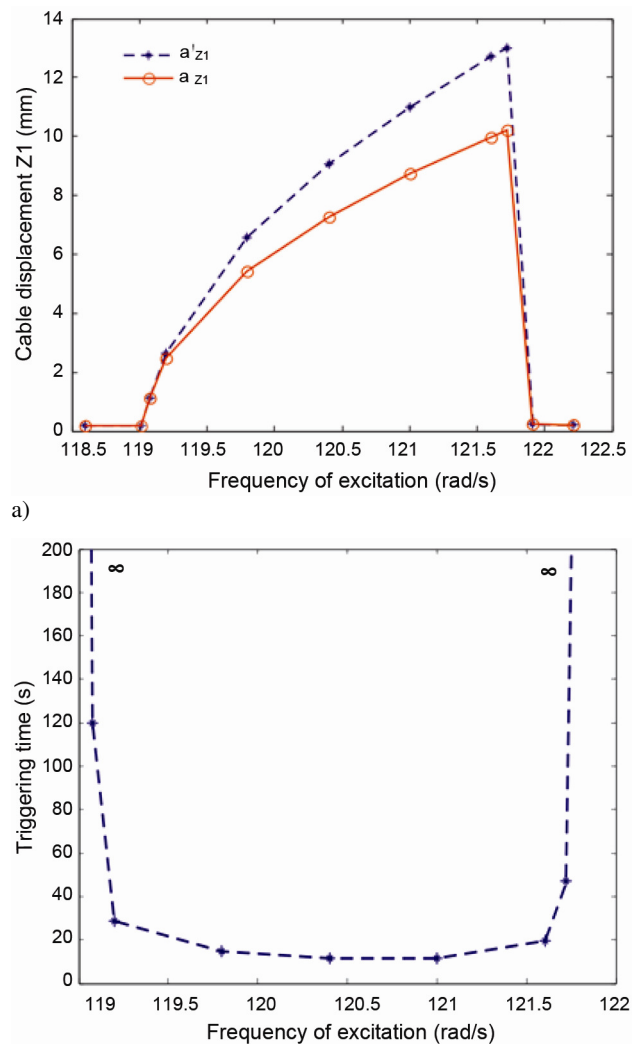 14
12
10
8
6
4
2
0
Cable displacement Z1 (mm)
a'Z1
a Z1
118.5 119 119.5 120 120.5 121 121.5 122 122.5
Frequency of excitation (rad/s)
a)
200
180
160
140
120
100
80
60
40
20
0
Triggering time (s)
∞ ∞
119 119.5 120 120.5 121 121.5 122
Frequency of excitation (rad/s)